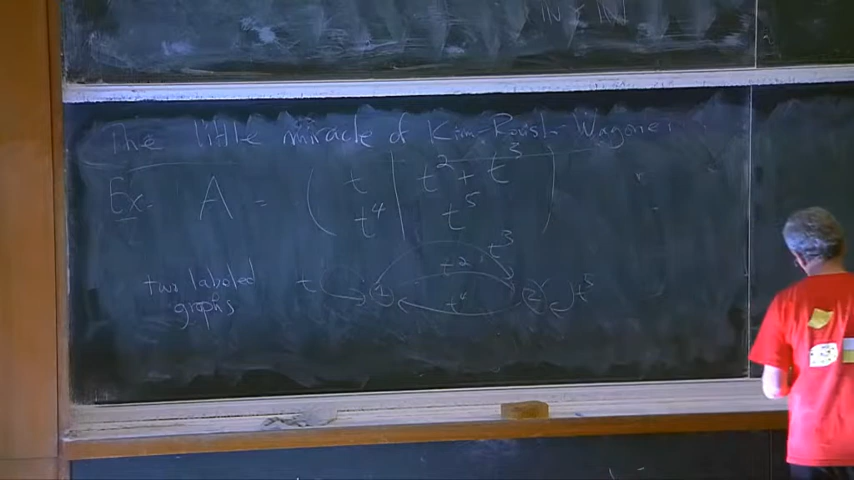 The little miracle of Kim-Roush-Wagoner
Ex. A = ( t | t² + t³
t⁴ | t⁵ )
two labeled
graphs
t 1 t³ t² t⁴ 2 t⁵